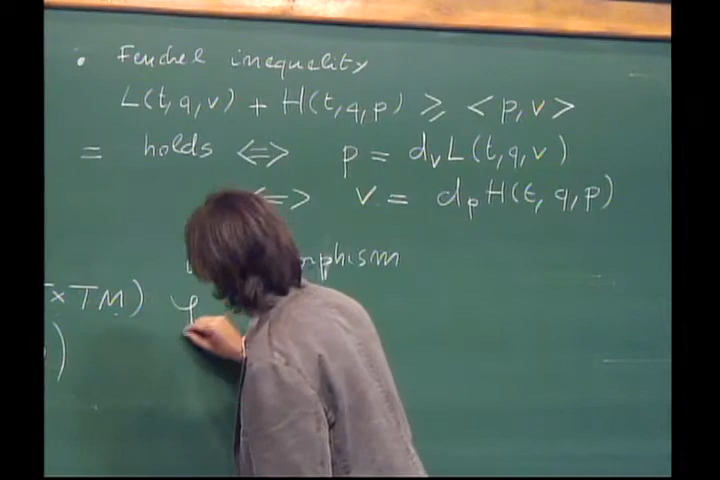 • Fenchel inequality
L(t,q,v) + H(t,q,p) ⩾ <p,v>
= holds <=> p = d_v L(t,q,v)
<=> v = d_p H(t,q,p)
rphism
× TM) φ
)